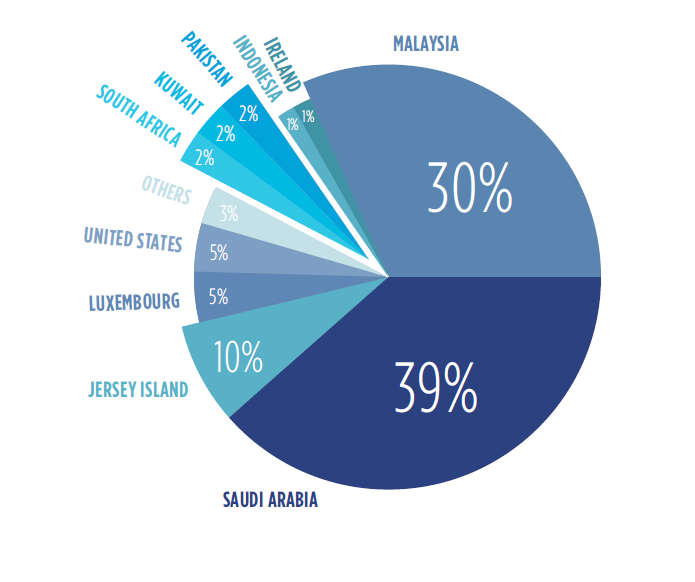 MALAYSIA
30%
IRELAND
1%
INDONESIA
1%
PAKISTAN
2%
KUWAIT
2%
SOUTH AFRICA
2%
OTHERS
3%
UNITED STATES
5%
LUXEMBOURG
5%
JERSEY ISLAND
10%
SAUDI ARABIA
39%